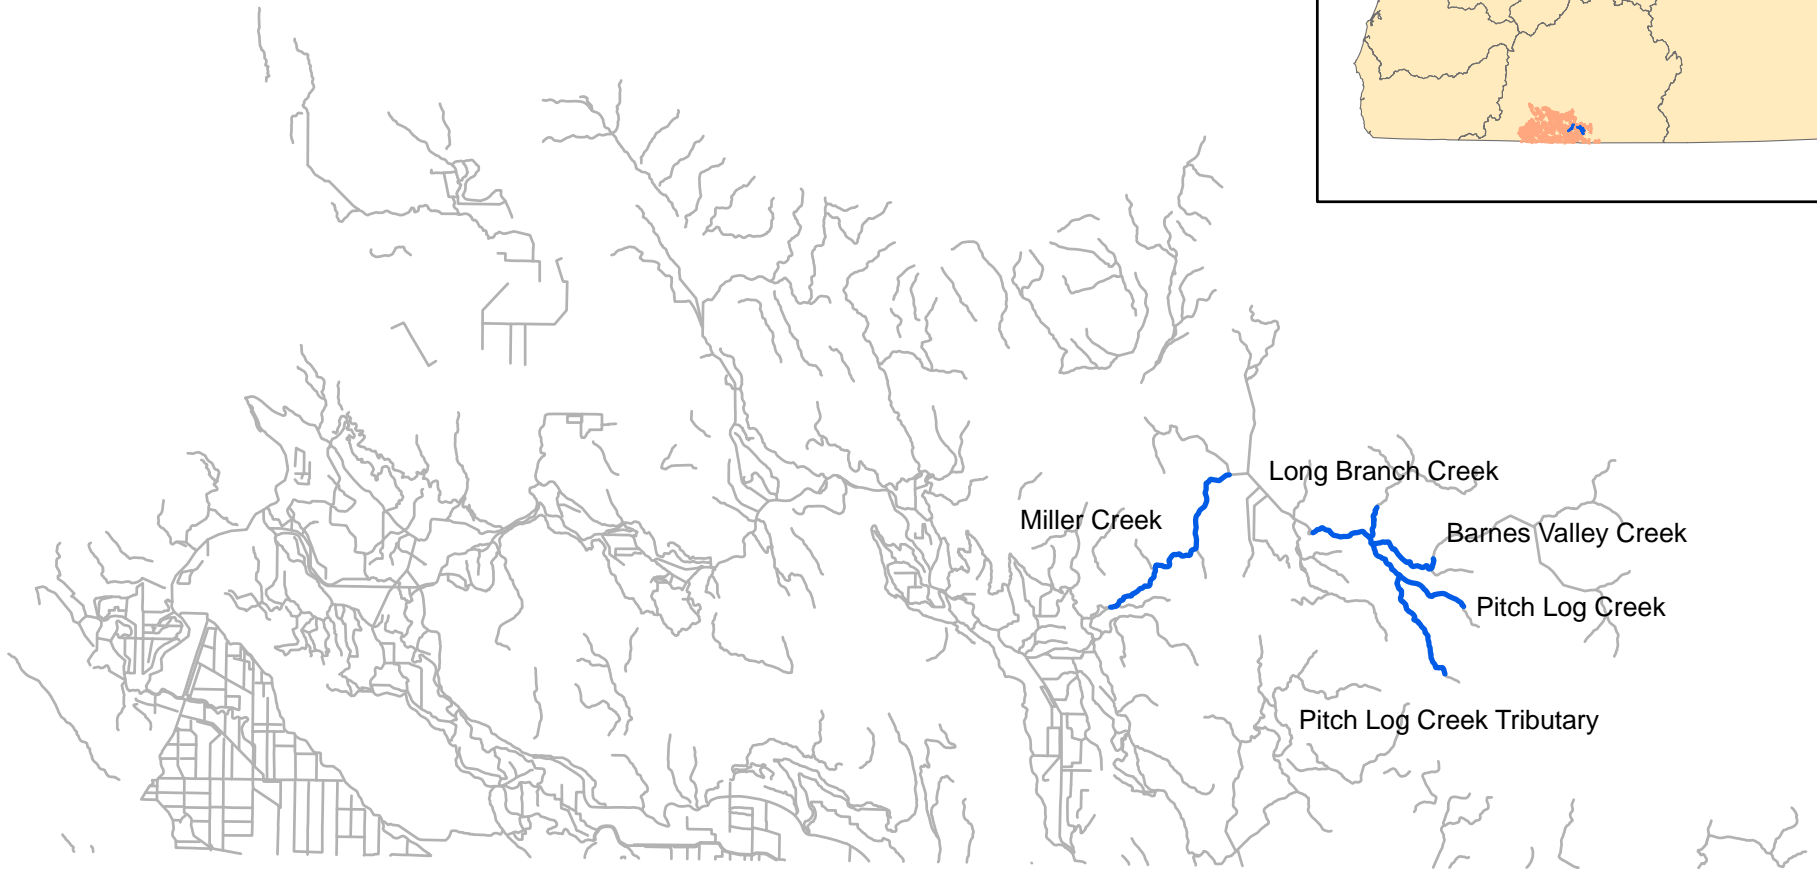 Long Branch Creek
Miller Creek
Barnes Valley Creek
Pitch Log Creek
Pitch Log Creek Tributary